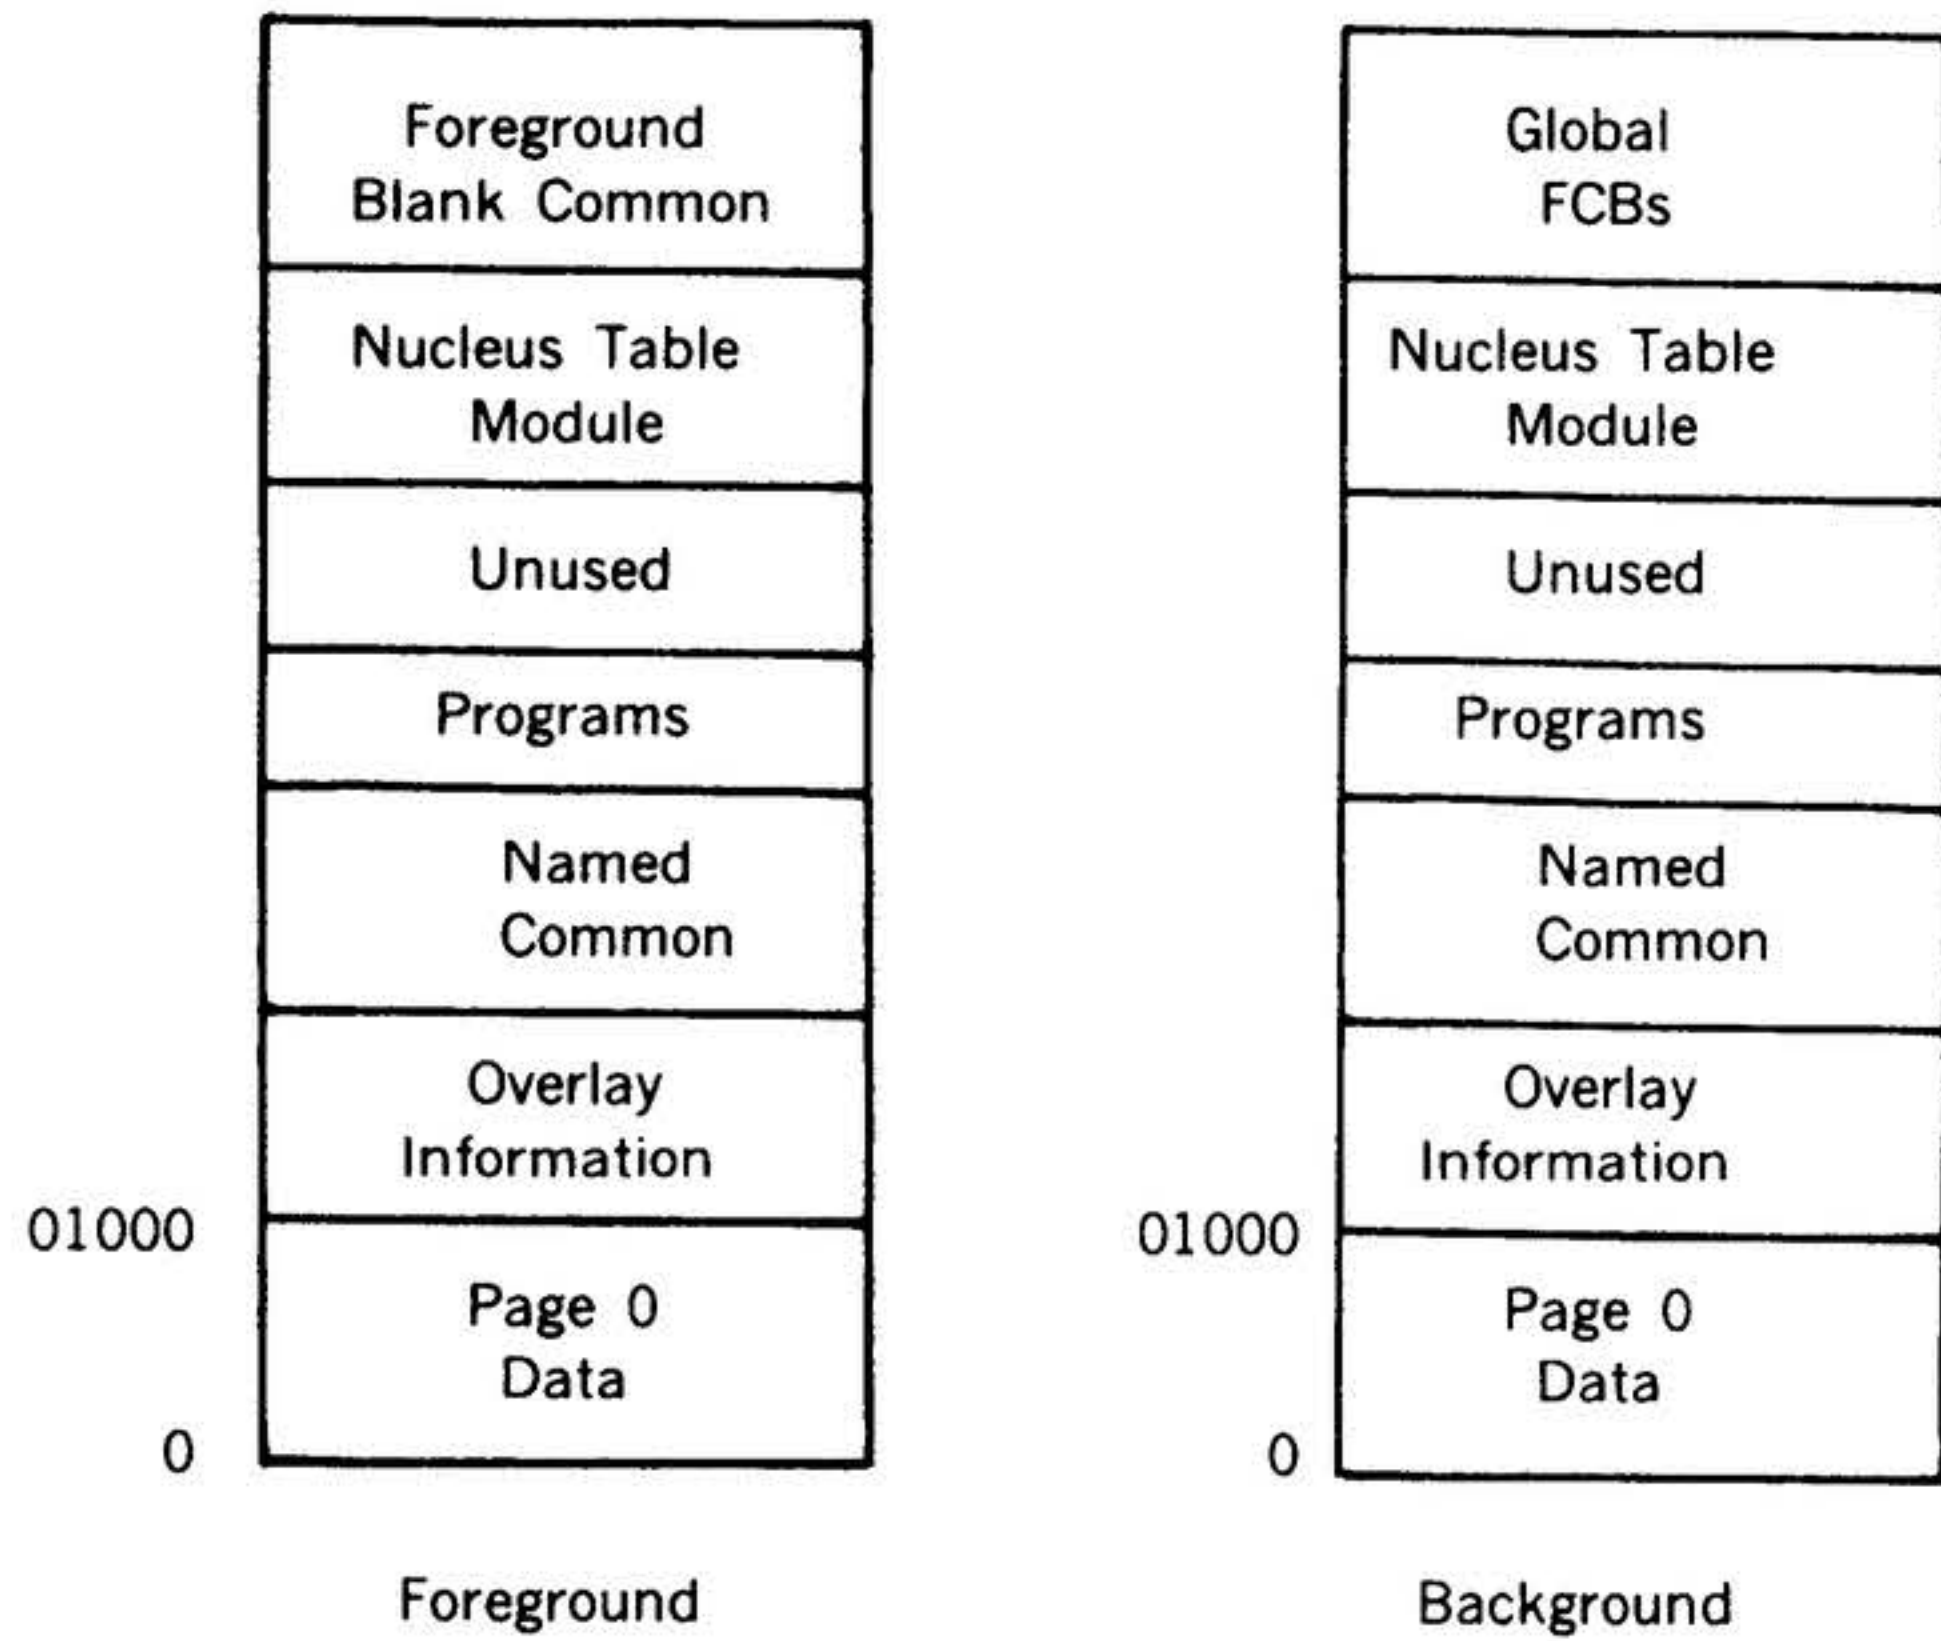 Foreground
Blank Common
Nucleus Table
Module
Unused
Programs
Named
Common
Overlay
Information
01000
Page 0
Data
0
Foreground
Global
FCBs
Nucleus Table
Module
Unused
Programs
Named
Common
Overlay
Information
01000
Page 0
Data
0
Background